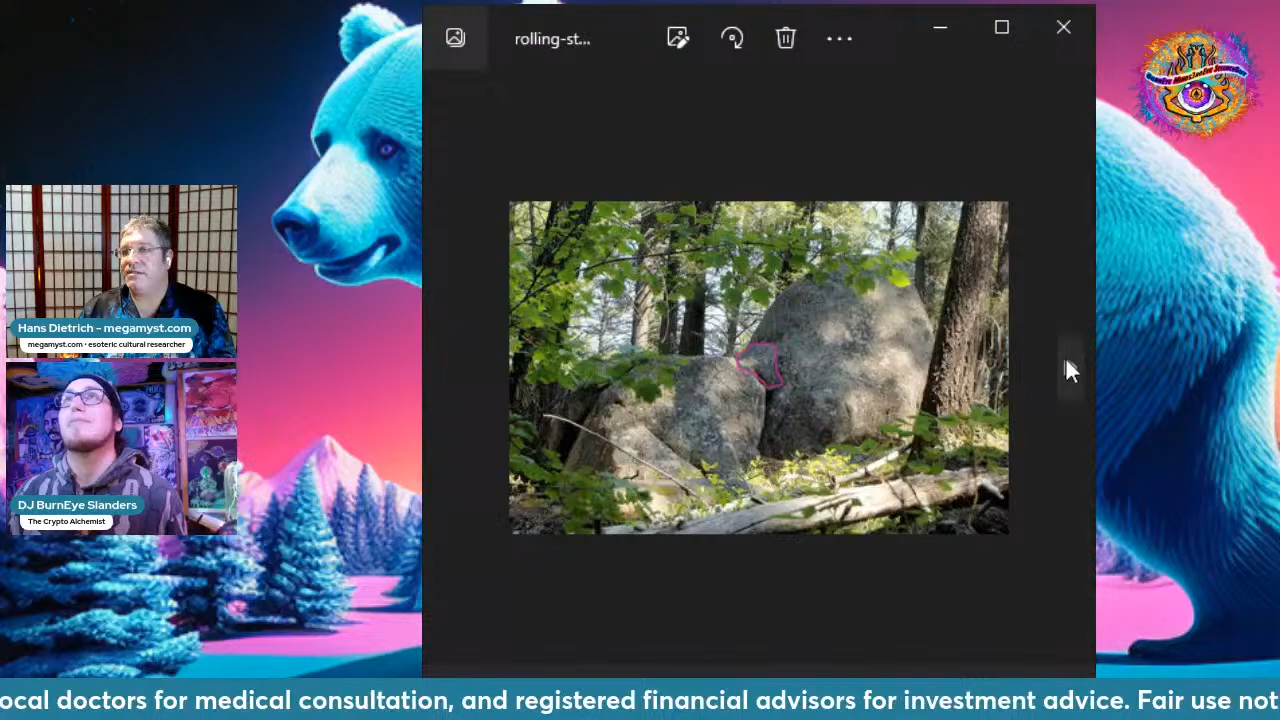 rolling-st...
Hans Dietrich - megamyst.com
megamyst.com • esoteric cultural researcher
DJ BurnEye Slanders
The Crypto Alchemist
ocal doctors for medical consultation, and registered financial advisors for investment advice. Fair use not